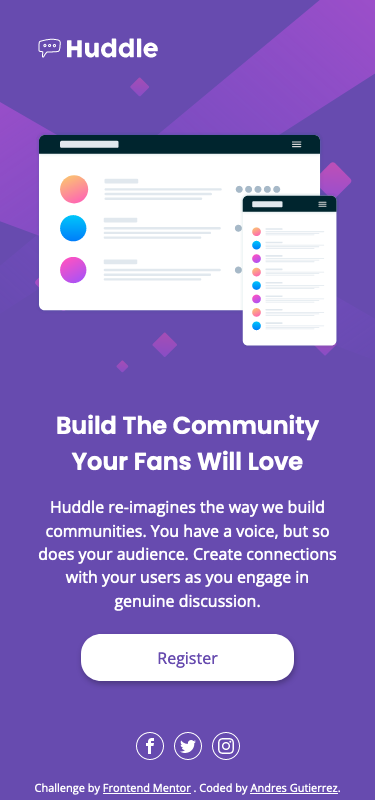 Huddle
Build The Community
Your Fans Will Love
Huddle re-imagines the way we build
communities. You have a voice, but so
does your audience. Create connections
with your users as you engage in
genuine discussion.
Register
Challenge by Frontend Mentor . Coded by Andres Gutierrez.